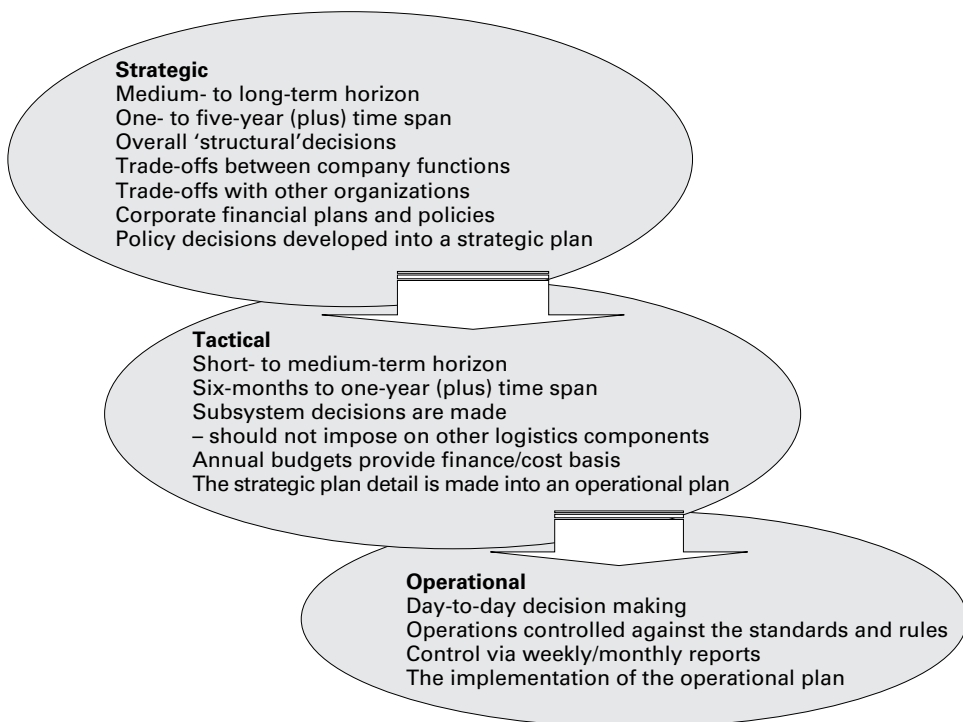 Strategic
Medium- to long-term horizon
One- to five-year (plus) time span
Overall ‘structural’decisions
Trade-offs between company functions
Trade-offs with other organizations
Corporate financial plans and policies
Policy decisions developed into a strategic plan
Tactical
Short- to medium-term horizon
Six-months to one-year (plus) time span
Subsystem decisions are made
– should not impose on other logistics components
Annual budgets provide finance/cost basis
The strategic plan detail is made into an operational plan
Operational
Day-to-day decision making
Operations controlled against the standards and rules
Control via weekly/monthly reports
The implementation of the operational plan